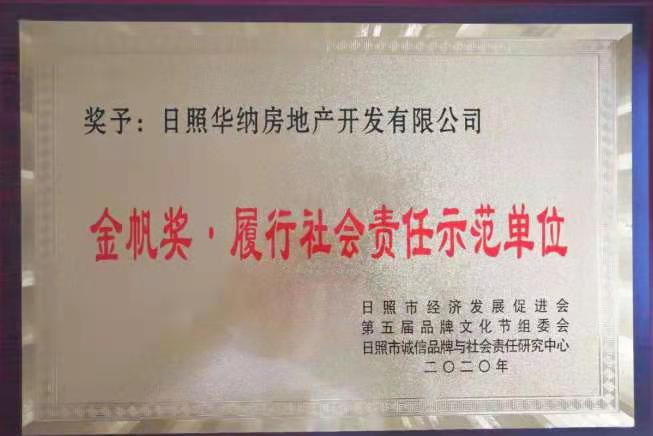 奖予：日照华纳房地产开发有限公司
金帆奖·履行社会责任示范单位
日照市经济发展促进会
第五届品牌文化节组委会
日照市诚信品牌与社会责任研究中心
二〇二〇年